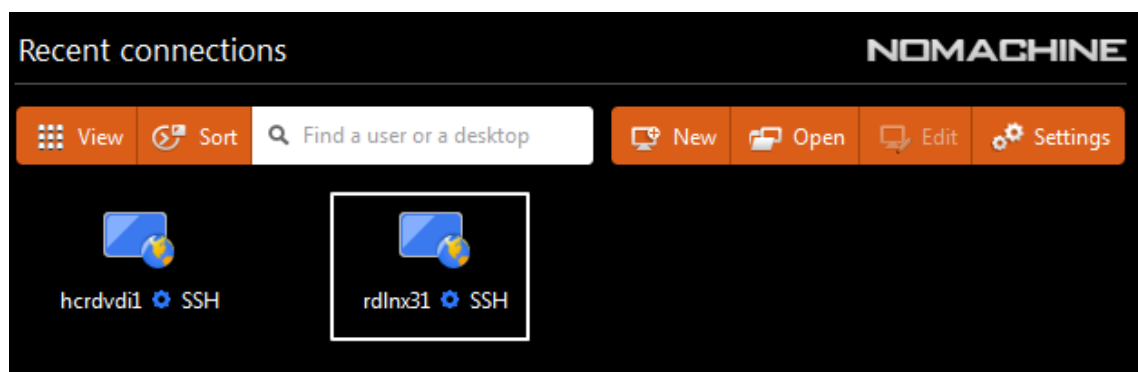 Recent connections NOMACHINE
View Sort Find a user or a desktop New Open Edit Settings
hcrdvdi1 SSH rdlnx31 SSH